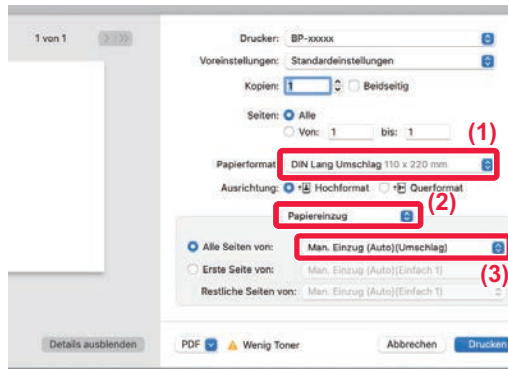 1 von 1
Drucker: BP-xxxxx
Voreinstellungen: Standardeinstellungen
Kopien: 1 Beidseitig
Seiten: Alle
Von: 1 bis: 1
(1)
Papierformat DIN Lang Umschlag 110 x 220 mm
Ausrichtung: Hochformat Querformat
(2)
Papiereinzug
Alle Seiten von: Man. Einzug (Auto)(Umschlag)
(3)
Erste Seite von: Man. Einzug (Auto)(Einfach 1)
Restliche Seiten von: Man. Einzug (Auto)(Einfach 1)
Details ausblenden PDF Wenig Toner Abbrechen Drucken